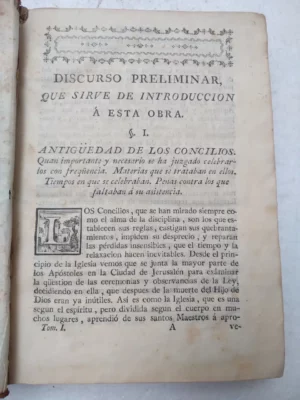 DISCURSO PRELIMINAR,
QUE SIRVE DE INTRODUCCION
Á ESTA OBRA.
§. I.
ANTIGÜEDAD DE LOS CONCILIOS.
Quan importante y necesario se ha juzgado celebrar-
los con freqüencia. Materias que se trataban en ellos.
Tiempos en que se celebraban. Penas contra los que
faltaban á su asistencia.
LOS Concilios, que se han mirado siempre co-
mo el alma de la disciplina, son los que es-
tablecen sus reglas, castigan sus quebranta-
mientos, impiden su desprecio, y reparan
las pérdidas insensibles, que el tiempo y la
relaxacion hacen inevitables. Desde el prin-
cipio de la Iglesia vemos que se junta la mayor parte de
los Apóstoles en la Ciudad de Jerusalén para exâminar
la qüestion de las ceremonias y observancias de la Ley,
decidiendo en ella, que despues de la muerte del Hijo de
Dios eran ya inútiles. Asi es como la Iglesia, que es una
segun el espíritu, pero dividida segun el cuerpo en mu-
chos lugares, aprendió de sus santos Maestros á apro-
Tom. I. A ve-